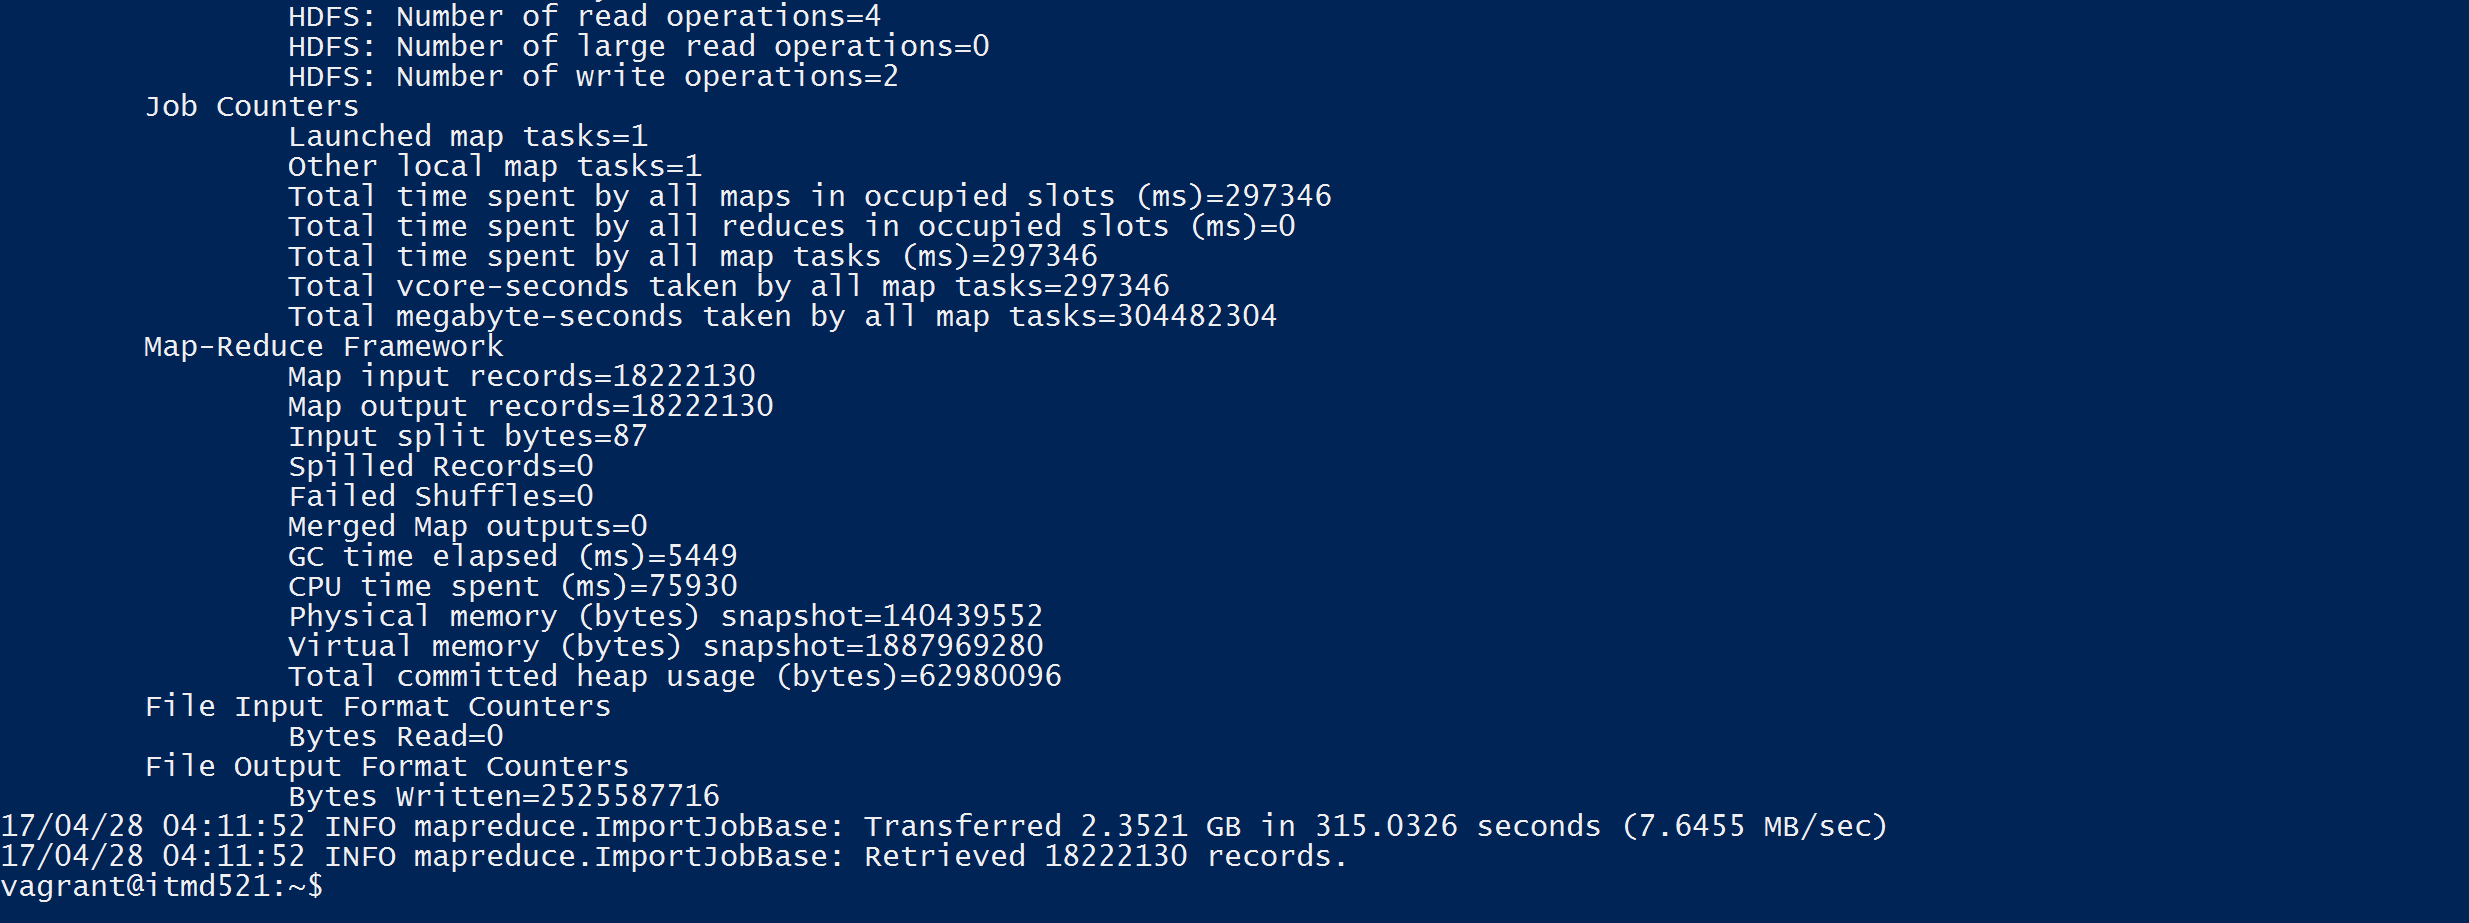 HDFS: Number of read operations=4
HDFS: Number of large read operations=0
HDFS: Number of write operations=2
Job Counters
Launched map tasks=1
Other local map tasks=1
Total time spent by all maps in occupied slots (ms)=297346
Total time spent by all reduces in occupied slots (ms)=0
Total time spent by all map tasks (ms)=297346
Total vcore-seconds taken by all map tasks=297346
Total megabyte-seconds taken by all map tasks=304482304
Map-Reduce Framework
Map input records=18222130
Map output records=18222130
Input split bytes=87
Spilled Records=0
Failed Shuffles=0
Merged Map outputs=0
GC time elapsed (ms)=5449
CPU time spent (ms)=75930
Physical memory (bytes) snapshot=140439552
Virtual memory (bytes) snapshot=1887969280
Total committed heap usage (bytes)=62980096
File Input Format Counters
Bytes Read=0
File Output Format Counters
Bytes Written=2525587716
17/04/28 04:11:52 INFO mapreduce.ImportJobBase: Transferred 2.3521 GB in 315.0326 seconds (7.6455 MB/sec)
17/04/28 04:11:52 INFO mapreduce.ImportJobBase: Retrieved 18222130 records.
vagrant@itmd521:~$